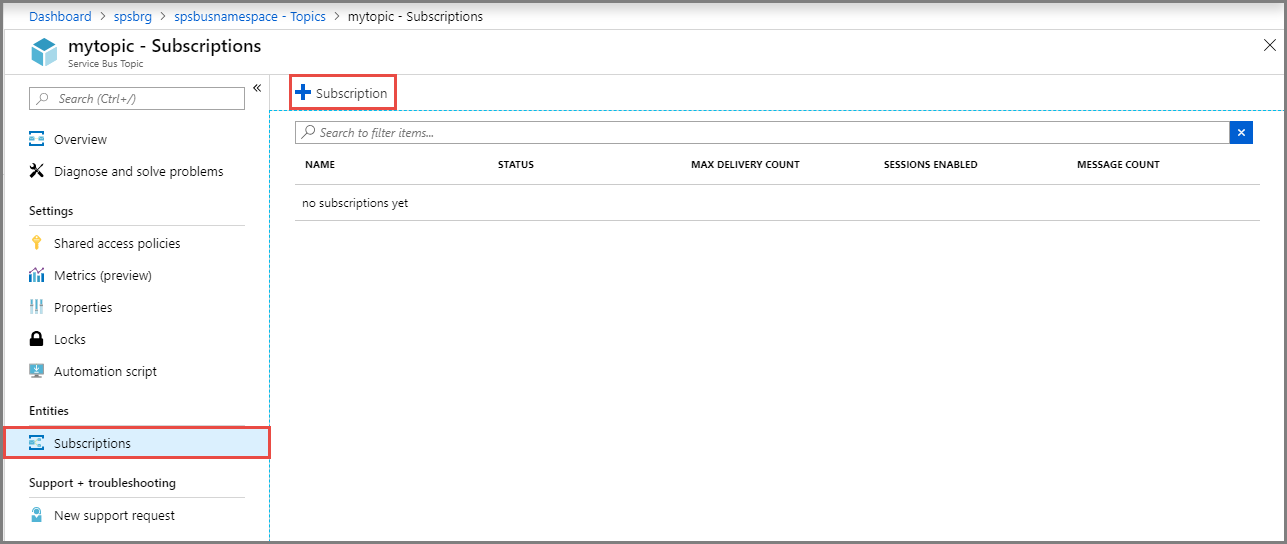 Dashboard > spsbrg > spsbusnamespace - Topics > mytopic - Subscriptions
mytopic - Subscriptions
Service Bus Topic
Search (Ctrl+/)
Overview
Diagnose and solve problems
Settings
Shared access policies
Metrics (preview)
Properties
Locks
Automation script
Entities
Subscriptions
Support + troubleshooting
New support request
Subscription
Search to filter items...
NAME STATUS MAX DELIVERY COUNT SESSIONS ENABLED MESSAGE COUNT
no subscriptions yet